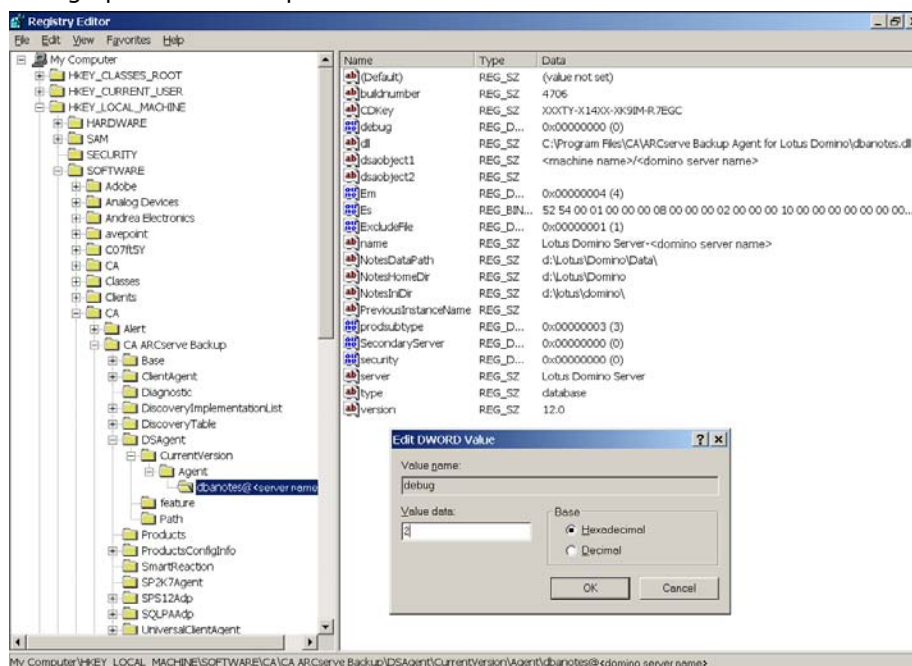 Registry Editor
File Edit View Favorites Help
My Computer
HKEY_CLASSES_ROOT
HKEY_CURRENT_USER
HKEY_LOCAL_MACHINE
HARDWARE
SAM
SECURITY
SOFTWARE
Adobe
Analog Devices
Andrea Electronics
avepoint
C07ftSY
CA
Classes
Clients
CA
Alert
CA ARCserve Backup
Base
ClientAgent
Diagnostic
DiscoveryImplementationList
DiscoveryTable
DSAgent
CurrentVersion
Agent
dbanotes@<server name
feature
Path
Products
ProductsConfigInfo
SmartReaction
SP2K7Agent
SPS12Adp
SQLPAAdp
UniversalClientAgent
Name Type Data
(Default) REG_SZ (value not set)
buildnumber REG_SZ 4706
CDKey REG_SZ XXXTY-X14XX-XK9IM-R7EGC
debug REG_D... 0x00000000 (0)
dll REG_SZ C:\Program Files\CA\ARCserve Backup Agent for Lotus Domino\dbanotes.dl
dsaobject1 REG_SZ <machine name>/<domino server name>
dsaobject2 REG_SZ
Em REG_D... 0x00000004 (4)
Es REG_BIN... 52 54 00 01 00 00 00 08 00 00 00 02 00 00 00 10 00 00 00 00 00 00 00...
ExcludeFile REG_D... 0x00000001 (1)
name REG_SZ Lotus Domino Server-<domino server name>
NotesDataPath REG_SZ d:\Lotus\Domino\Data\
NotesHomeDir REG_SZ d:\Lotus\Domino
NotesIniDir REG_SZ d:\lotus\domino\
PreviousInstanceName REG_SZ
prodsubtype REG_D... 0x00000003 (3)
SecondaryServer REG_D... 0x00000000 (0)
security REG_D... 0x00000000 (0)
server REG_SZ Lotus Domino Server
type REG_SZ database
version REG_SZ 12.0
Edit DWORD Value
Value name:
debug
Value data:
2
Base
Hexadecimal
Decimal
OK Cancel
My Computer\HKEY_LOCAL_MACHINE\SOFTWARE\CA\CA ARCserve Backup\DSAgent\CurrentVersion\Agent\dbanotes@<domino server name>